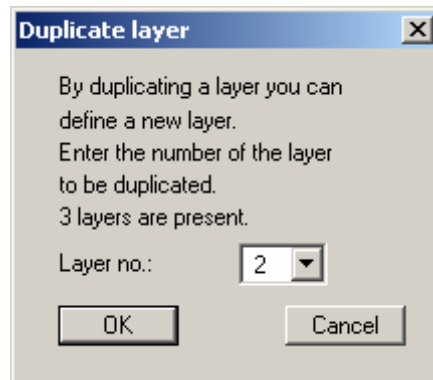 Duplicate layer
By duplicating a layer you can
define a new layer.
Enter the number of the layer
to be duplicated.
3 layers are present.
Layer no.: 2
OK Cancel